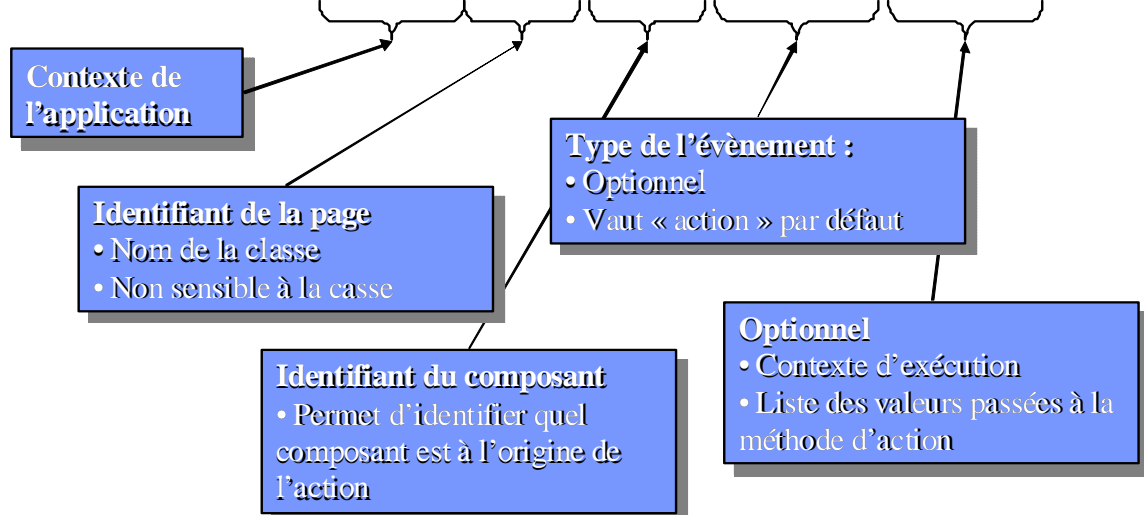 Contexte de
l’application
Type de l’évènement :
• Optionnel
• Vaut « action » par défaut
Identifiant de la page
• Nom de la classe
• Non sensible à la casse
Optionnel
• Contexte d’exécution
• Liste des valeurs passées à la
méthode d’action
Identifiant du composant
• Permet d’identifier quel
composant est à l’origine de
l’action